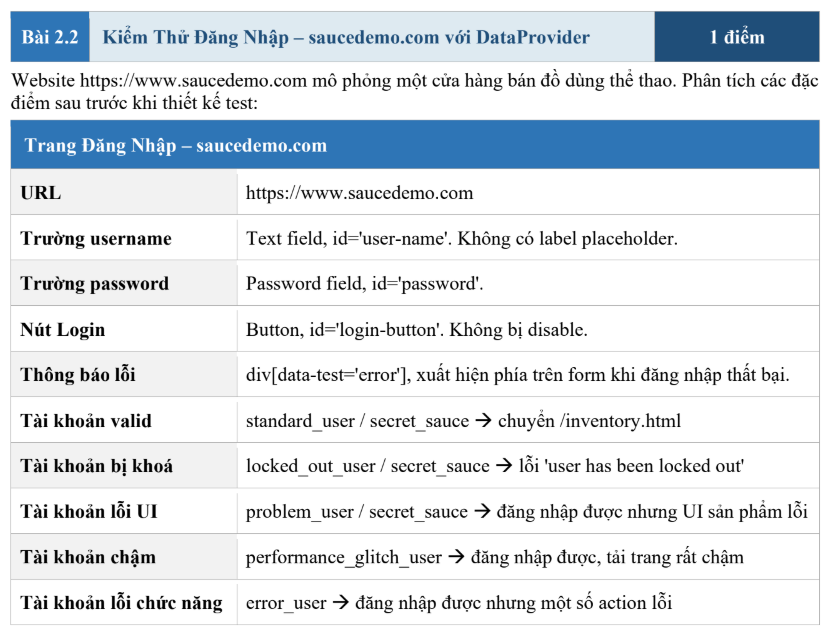 Bài 2.2 Kiểm Thử Đăng Nhập – saucedemo.com với DataProvider 1 điểm
Website https://www.saucedemo.com mô phỏng một cửa hàng bán đồ dùng thể thao. Phân tích các đặc
điểm sau trước khi thiết kế test:
Trang Đăng Nhập – saucedemo.com
URL https://www.saucedemo.com
Trường username Text field, id='user-name'. Không có label placeholder.
Trường password Password field, id='password'.
Nút Login Button, id='login-button'. Không bị disable.
Thông báo lỗi div[data-test='error'], xuất hiện phía trên form khi đăng nhập thất bại.
Tài khoản valid standard_user / secret_sauce → chuyển /inventory.html
Tài khoản bị khoá locked_out_user / secret_sauce → lỗi 'user has been locked out'
Tài khoản lỗi UI problem_user / secret_sauce → đăng nhập được nhưng UI sản phẩm lỗi
Tài khoản chậm performance_glitch_user → đăng nhập được, tải trang rất chậm
Tài khoản lỗi chức năng error_user → đăng nhập được nhưng một số action lỗi